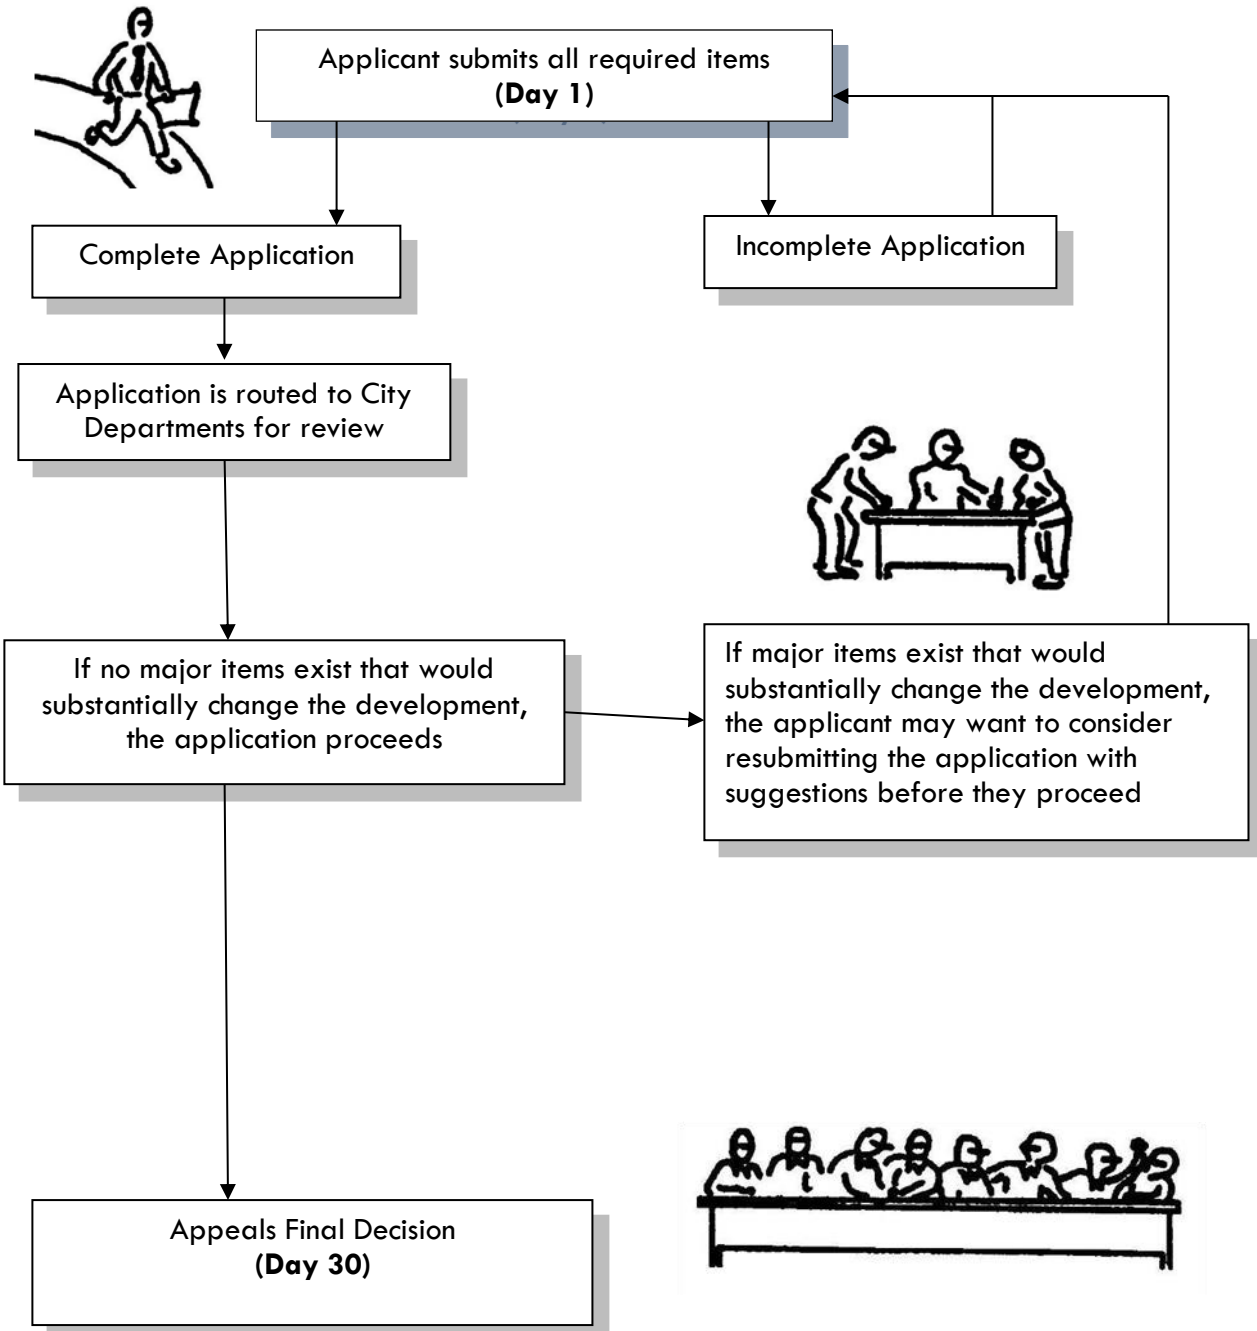 Applicant submits all required items
(Day 1)
Complete Application
Incomplete Application
Application is routed to City
Departments for review
If no major items exist that would
substantially change the development,
the application proceeds
If major items exist that would
substantially change the development,
the applicant may want to consider
resubmitting the application with
suggestions before they proceed
Appeals Final Decision
(Day 30)